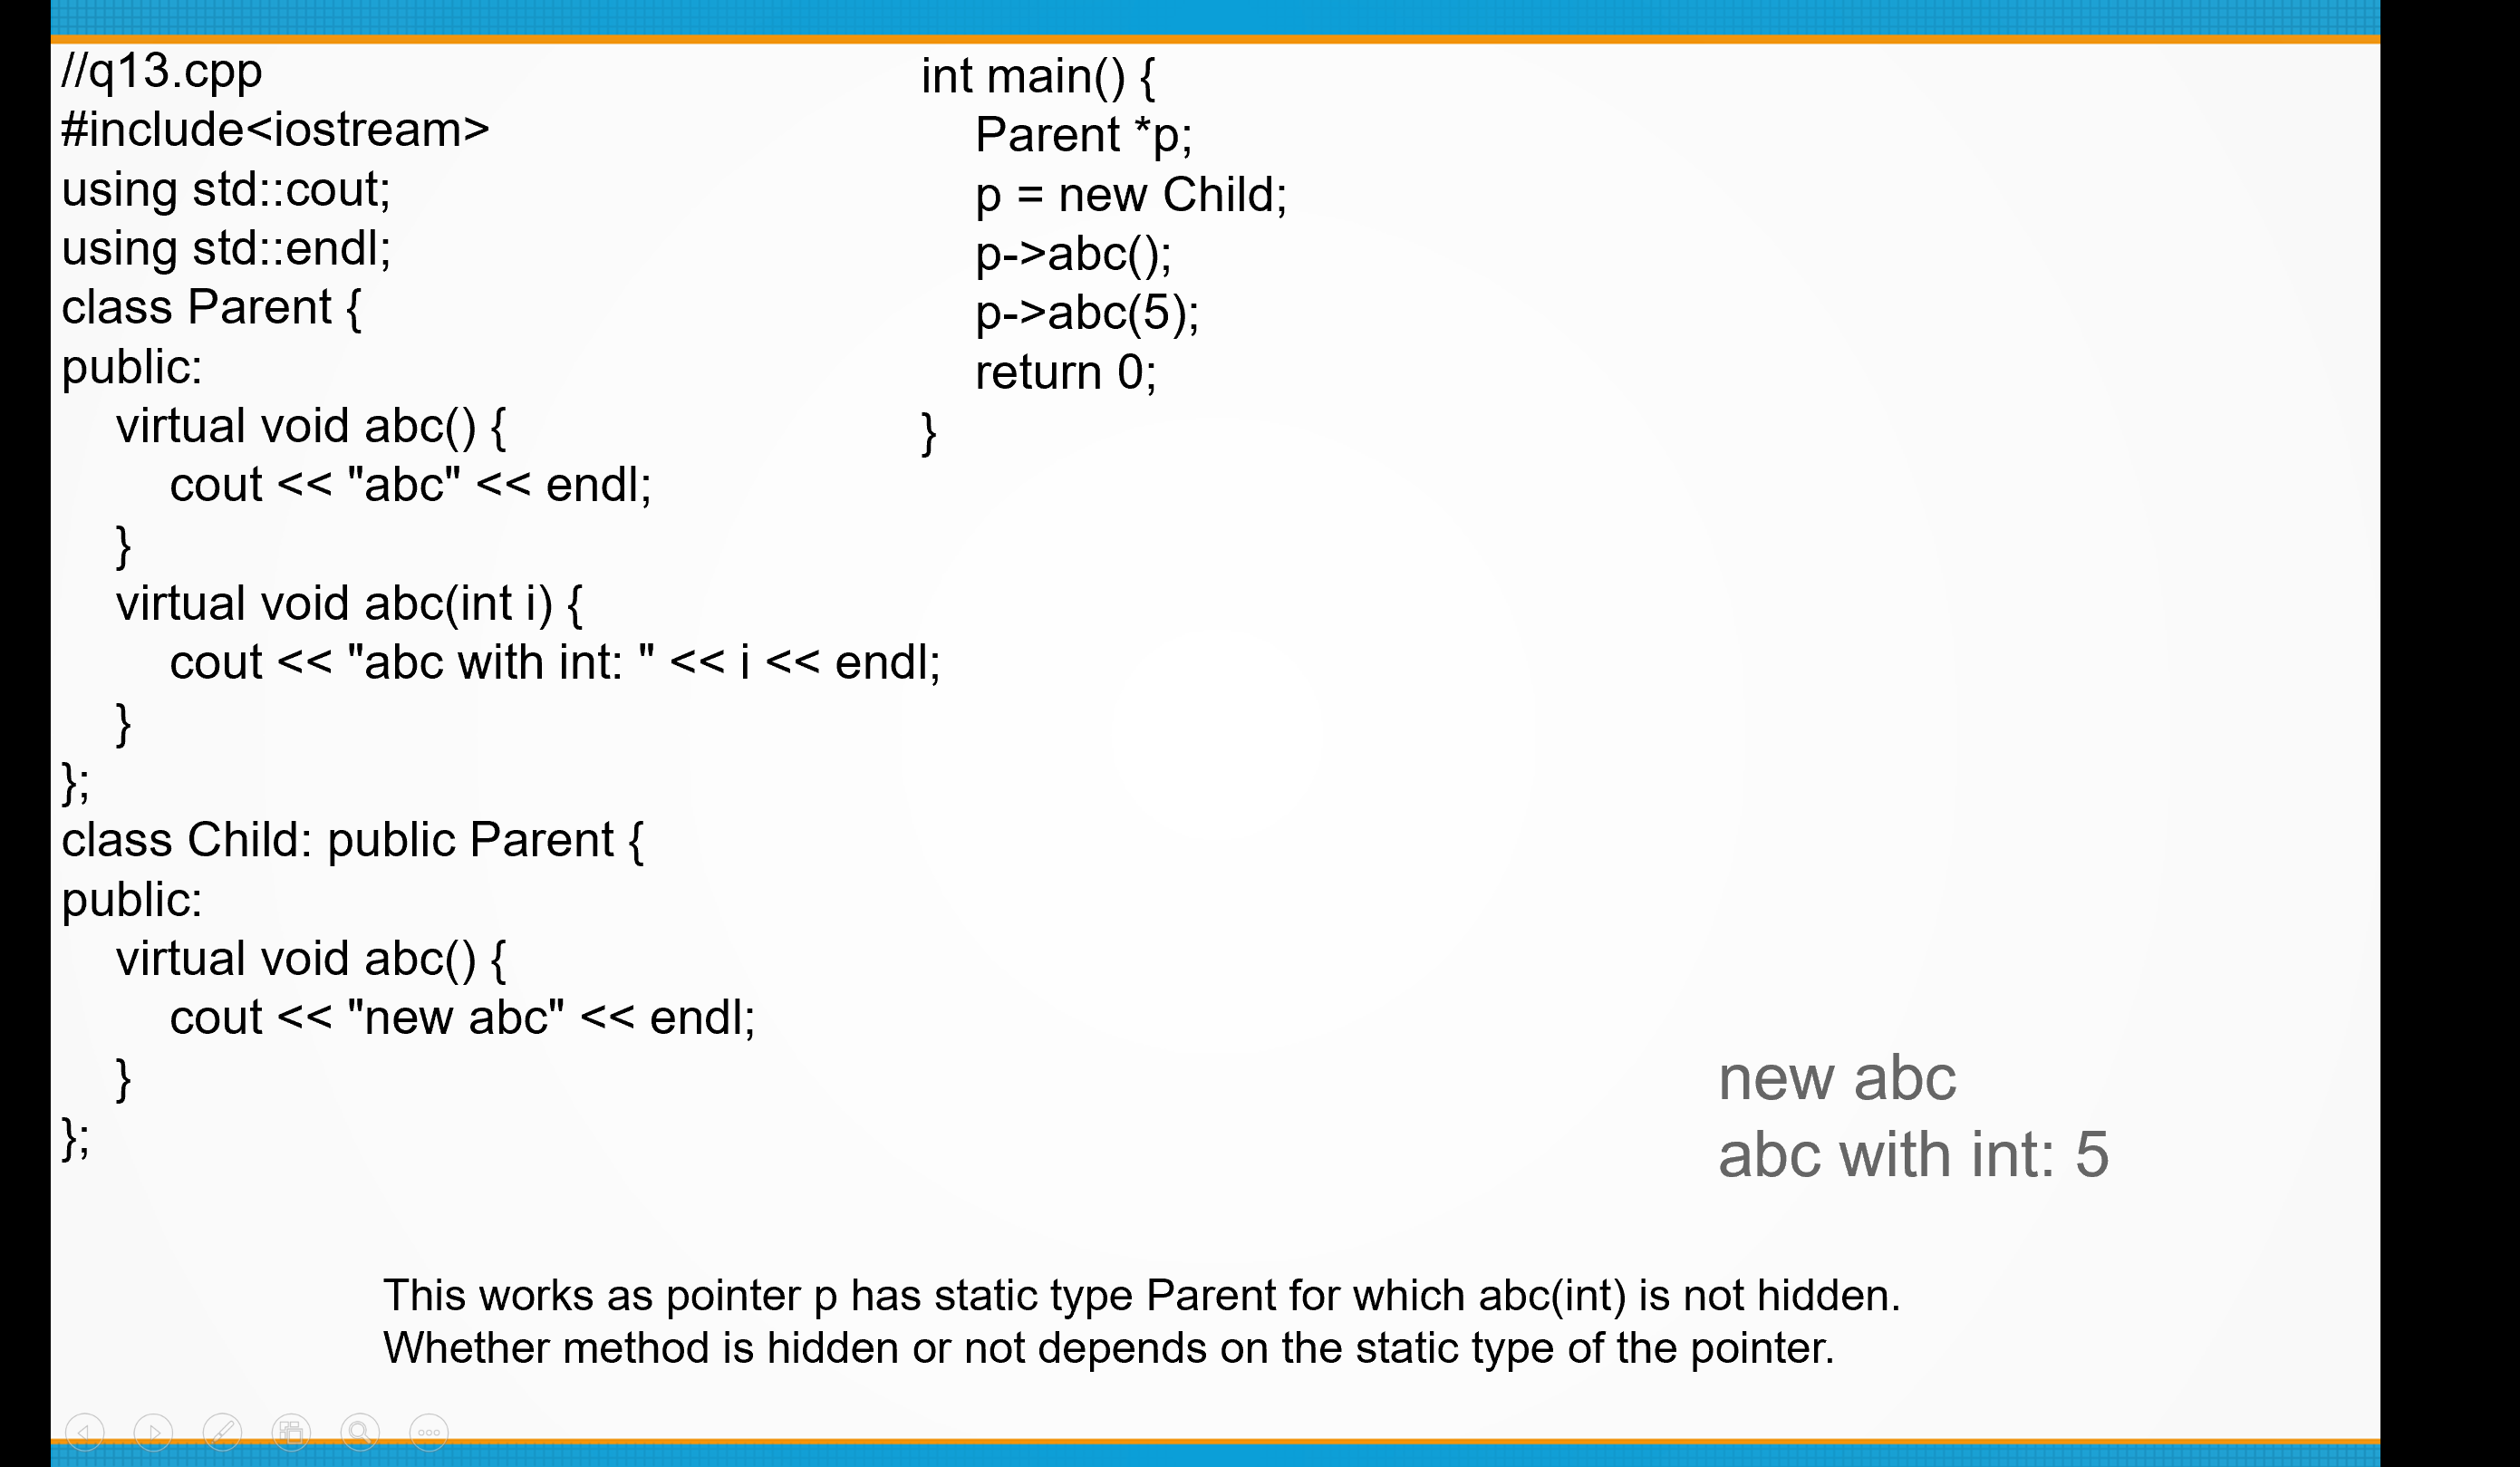 //q13.cpp
#include<iostream>
using std::cout;
using std::endl;
class Parent {
public:
    virtual void abc() {
        cout << "abc" << endl;
    }
    virtual void abc(int i) {
        cout << "abc with int: " << i << endl;
    }
};
class Child: public Parent {
public:
    virtual void abc() {
        cout << "new abc" << endl;
    }
};
int main() {
    Parent *p;
    p = new Child;
    p->abc();
    p->abc(5);
    return 0;
}
new abc
abc with int: 5
This works as pointer p has static type Parent for which abc(int) is not hidden.
Whether method is hidden or not depends on the static type of the pointer.